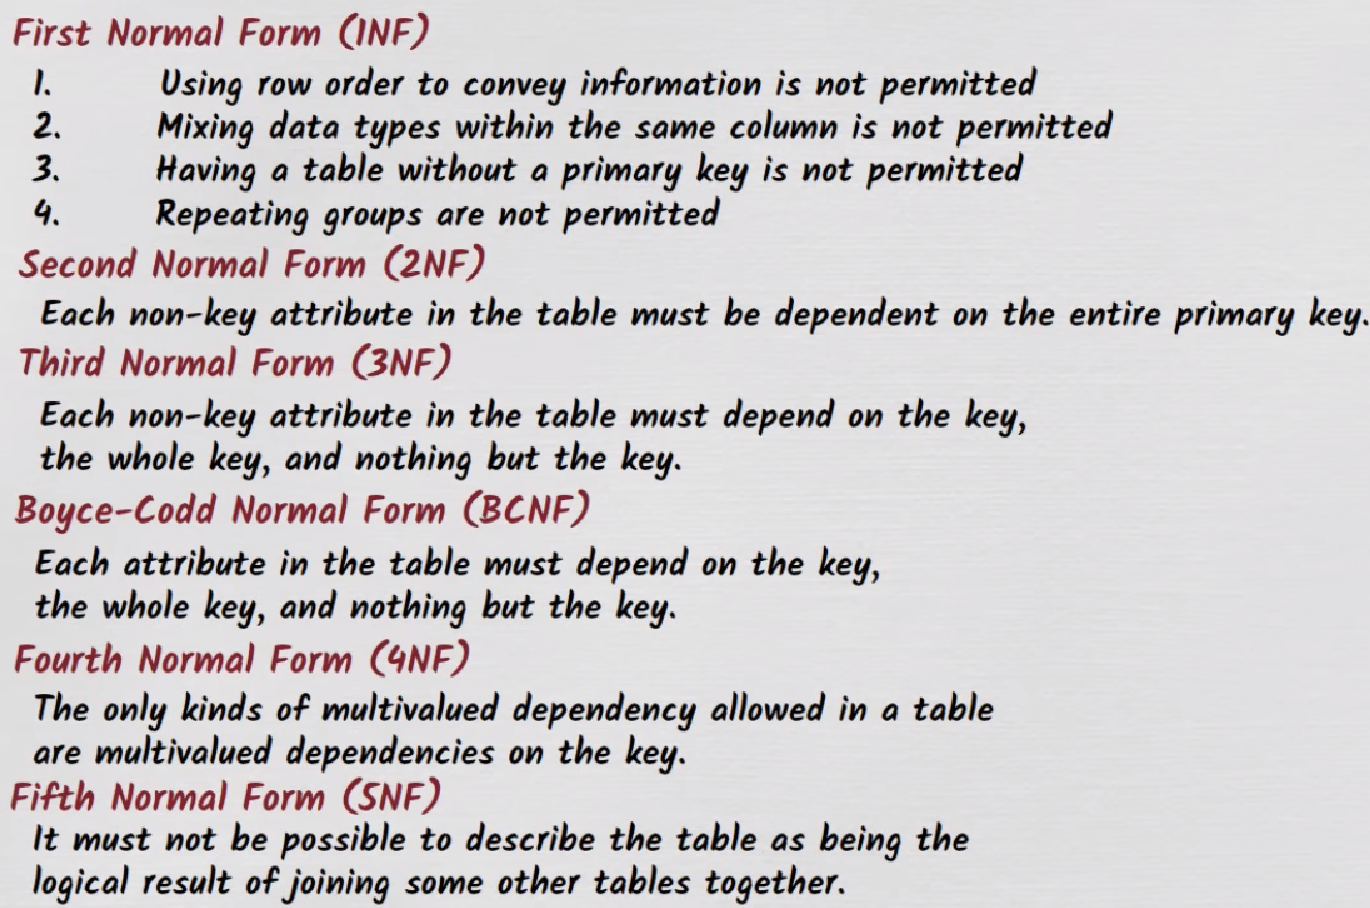 First Normal Form (1NF)
1. Using row order to convey information is not permitted
2. Mixing data types within the same column is not permitted
3. Having a table without a primary key is not permitted
4. Repeating groups are not permitted
Second Normal Form (2NF)
Each non-key attribute in the table must be dependent on the entire primary key.
Third Normal Form (3NF)
Each non-key attribute in the table must depend on the key,
the whole key, and nothing but the key.
Boyce-Codd Normal Form (BCNF)
Each attribute in the table must depend on the key,
the whole key, and nothing but the key.
Fourth Normal Form (4NF)
The only kinds of multivalued dependency allowed in a table
are multivalued dependencies on the key.
Fifth Normal Form (5NF)
It must not be possible to describe the table as being the
logical result of joining some other tables together.